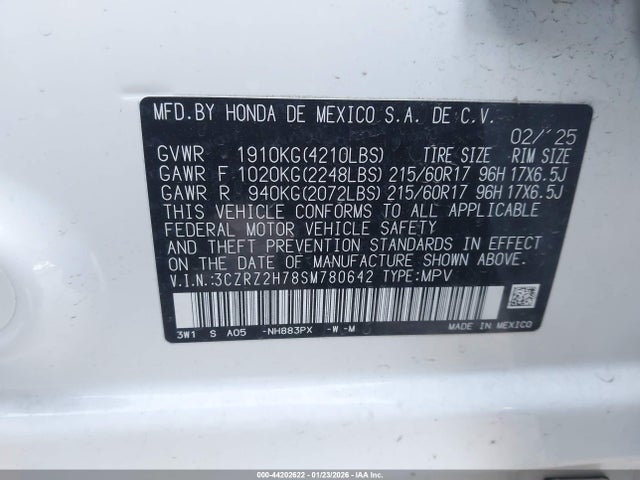 MFD.BY HONDA DE MEXICO S.A. DE C.V.
02/'25
GVWR 1910KG(4210LBS) TIRE SIZE RIM SIZE
GAWR F 1020KG(2248LBS) 215/60R17 96H 17X6.5J
GAWR R 940KG(2072LBS) 215/60R17 96H 17X6.5J
THIS VEHICLE CONFORMS TO ALL APPLICABLE
FEDERAL MOTOR VEHICLE SAFETY
AND THEFT PREVENTION STANDARDS IN EFFECT
ON THE DATE OF MANUFACTURE SHOWN ABOVE.
V.I.N.:3CZRZ2H78SM780642 TYPE:MPV
3W1 S A05 -NH883PX -W -M
MADE IN MEXICO
000-44202622 - 01/23/2026 - IAAI.CA